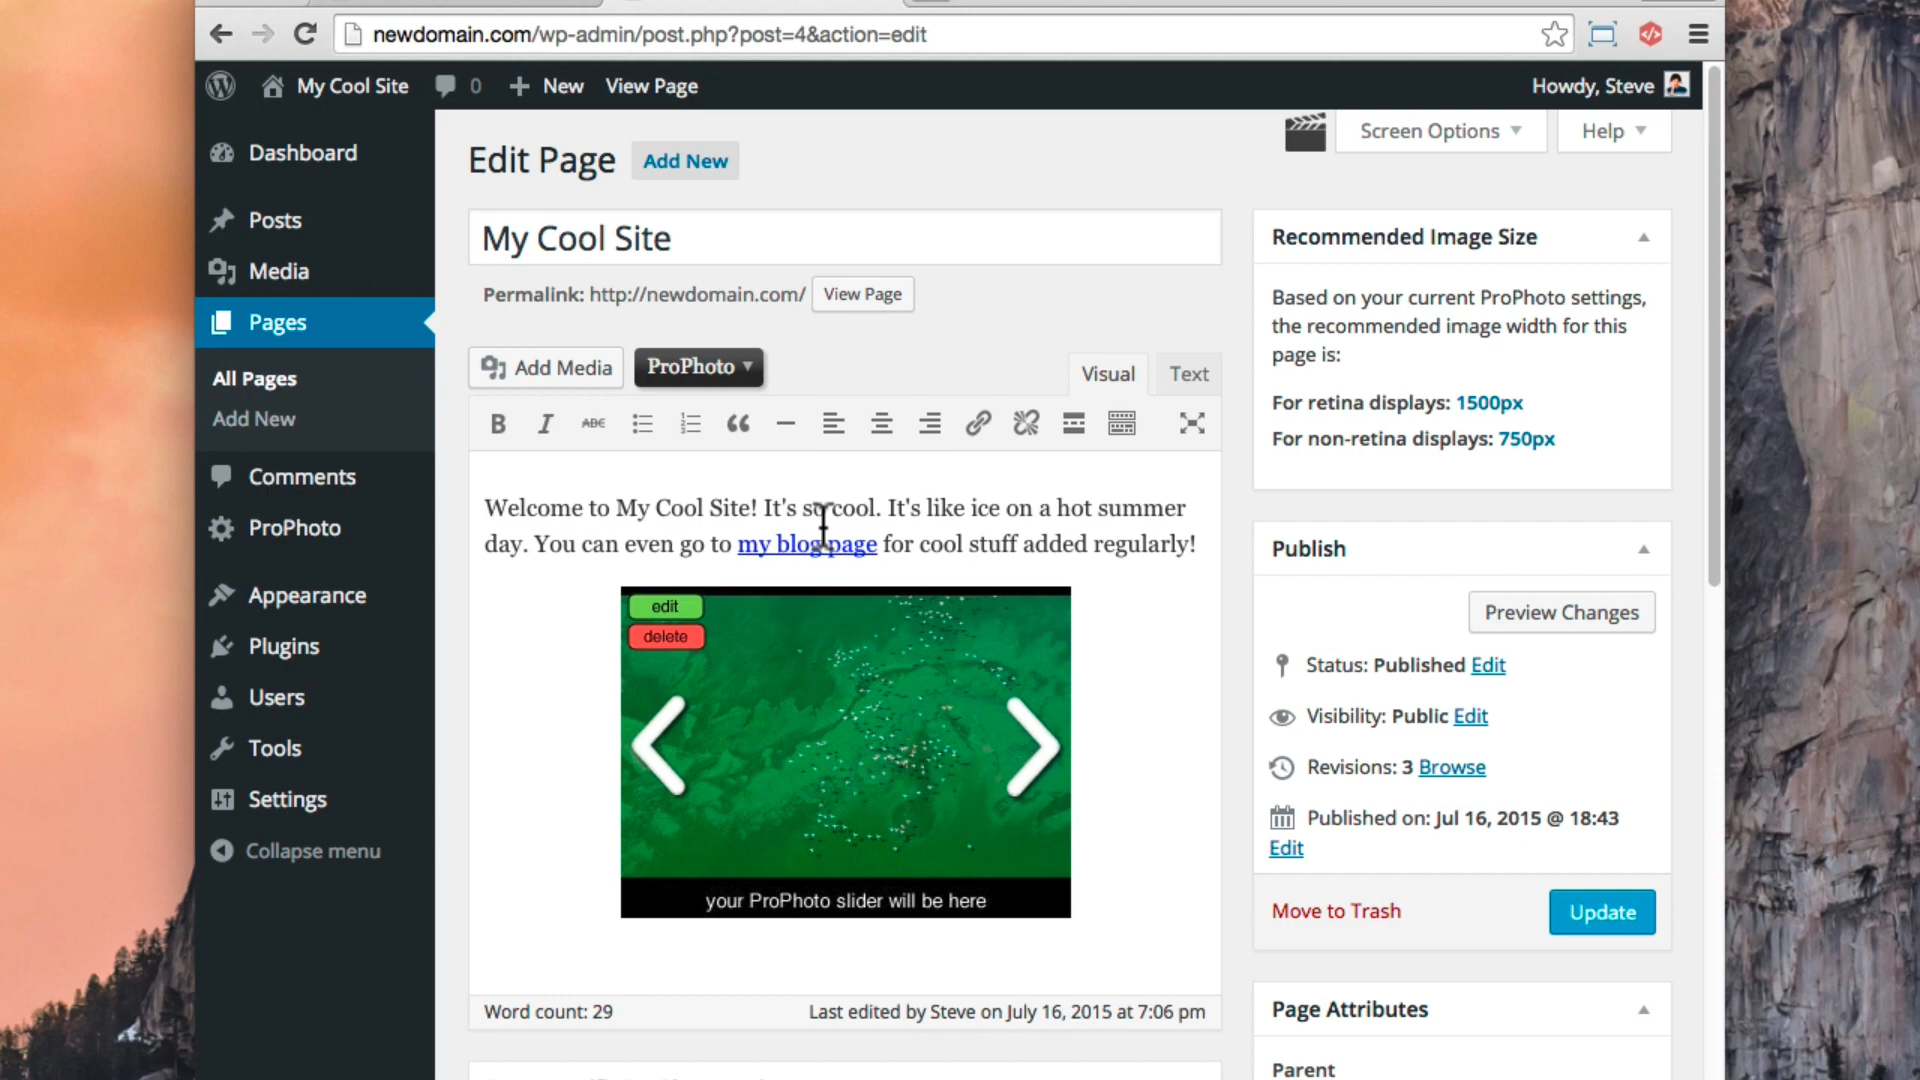 newdomain.com/wp-admin/post.php?post=4&action=edit
My Cool Site 0 New View Page Howdy, Steve
Screen Options Help
Dashboard
Posts
Media
Pages
All Pages
Add New
Comments
ProPhoto
Appearance
Plugins
Users
Tools
Settings
Collapse menu
Edit Page Add New
My Cool Site
Permalink: http://newdomain.com/ View Page
Add Media ProPhoto Visual Text
B I ABC
Welcome to My Cool Site! It's so cool. It's like ice on a hot summer
day. You can even go to my blog page for cool stuff added regularly!
edit
delete
your ProPhoto slider will be here
Word count: 29 Last edited by Steve on July 16, 2015 at 7:06 pm
Recommended Image Size
Based on your current ProPhoto settings,
the recommended image width for this
page is:
For retina displays: 1500px
For non-retina displays: 750px
Publish
Preview Changes
Status: Published Edit
Visibility: Public Edit
Revisions: 3 Browse
Published on: Jul 16, 2015 @ 18:43
Edit
Move to Trash Update
Page Attributes
Parent